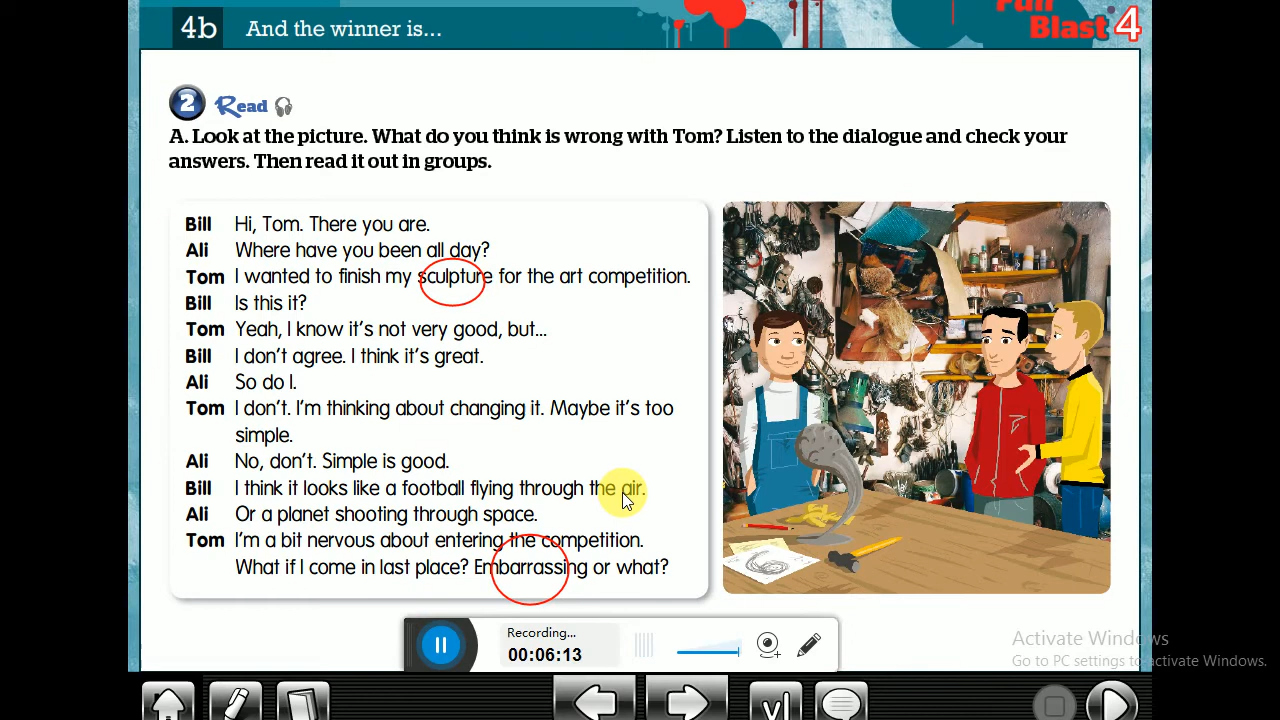 4b And the winner is...
Fun
Blast 4
2 Read
A. Look at the picture. What do you think is wrong with Tom? Listen to the dialogue and check your
answers. Then read it out in groups.
Bill Hi, Tom. There you are.
Ali Where have you been all day?
Tom I wanted to finish my sculpture for the art competition.
Bill Is this it?
Tom Yeah, I know it's not very good, but...
Bill I don't agree. I think it's great.
Ali So do I.
Tom I don't. I'm thinking about changing it. Maybe it's too
simple.
Ali No, don't. Simple is good.
Bill I think it looks like a football flying through the air.
Ali Or a planet shooting through space.
Tom I'm a bit nervous about entering the competition.
What if I come in last place? Embarrassing or what?
Recording...
00:06:13
Activate Windows
Go to PC settings to activate Windows.